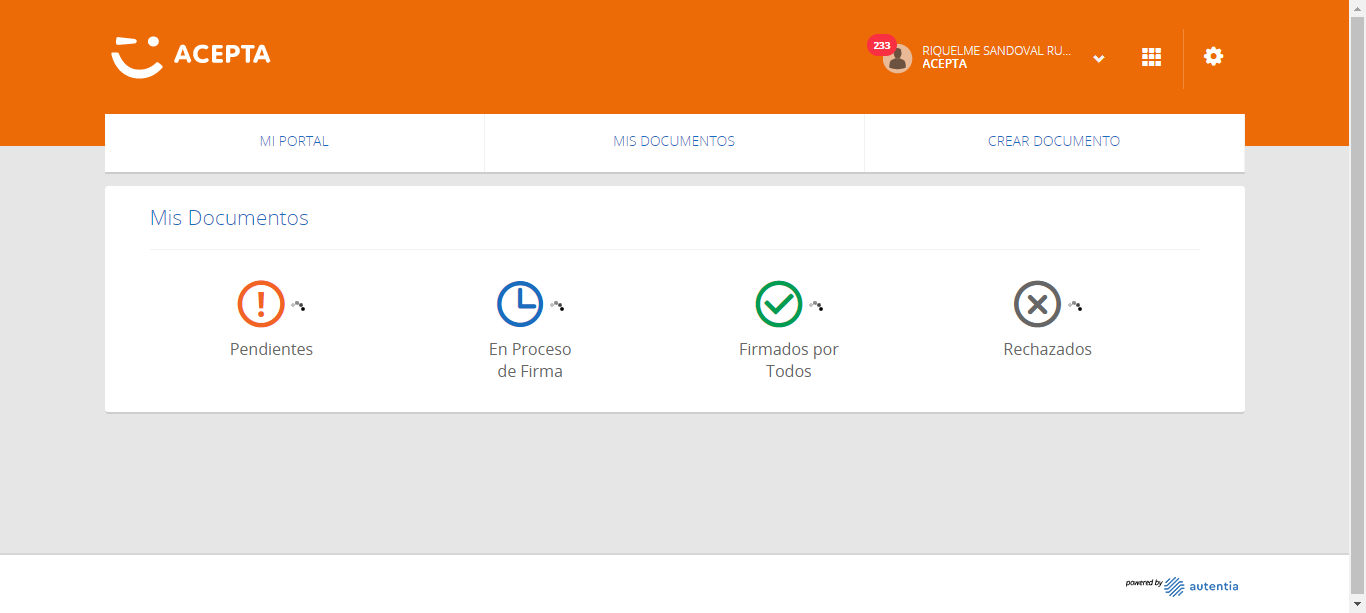 ACEPTA
233
RIQUELME SANDOVAL RU...
ACEPTA
MI PORTAL
MIS DOCUMENTOS
CREAR DOCUMENTO
Mis Documentos
Pendientes
En Proceso
de Firma
Firmados por
Todos
Rechazados
powered by
autentia